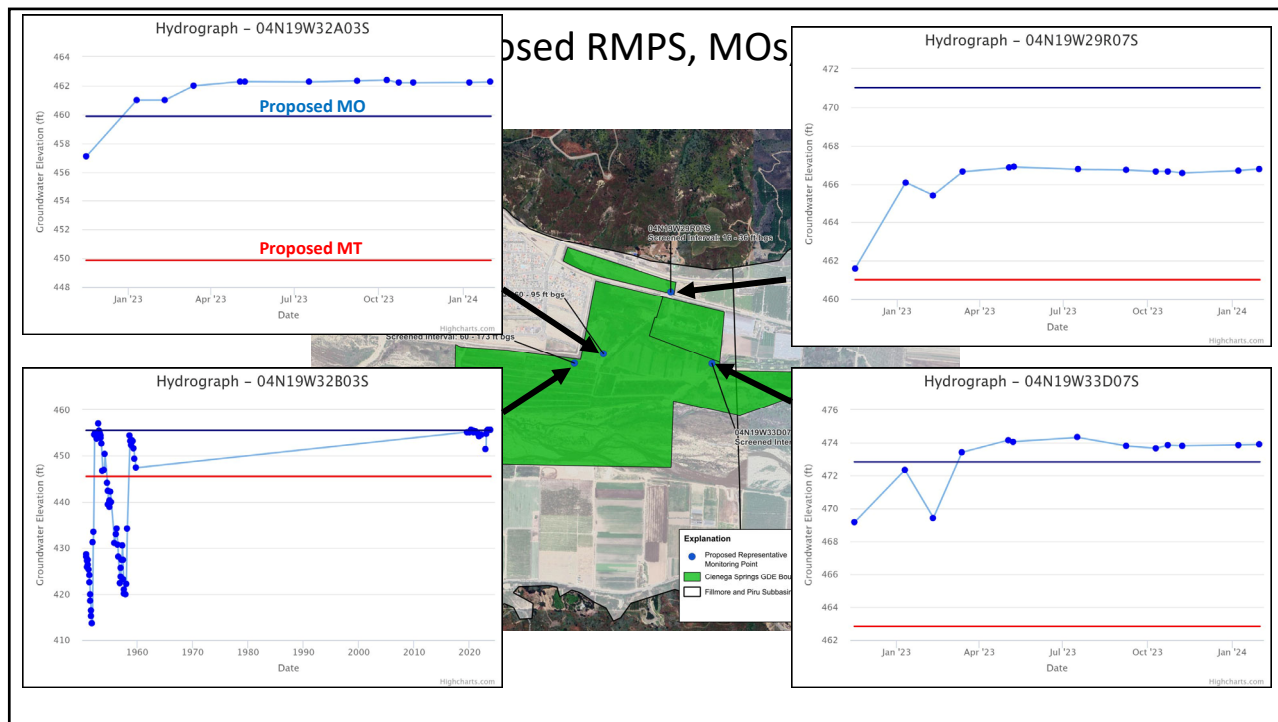 osed RMPS, MOs,
Hydrograph – 04N19W32A03S
Groundwater Elevation (ft)
464
462
460
458
456
454
452
450
448
Proposed MO
Proposed MT
Jan '23
Apr '23
Jul '23
Oct '23
Jan '24
Date
Highcharts.com
Hydrograph – 04N19W29R07S
Groundwater Elevation (ft)
472
470
468
466
464
462
460
Jan '23
Apr '23
Jul '23
Oct '23
Jan '24
Date
Highcharts.com
04N19W29R07S
Screened Interval: 16 - 36 ft bgs
60 - 95 ft bgs
Screened Interval: 60 - 173 ft bgs
04N19W33D07
Screened Inter
Explanation
Proposed Representative
Monitoring Point
Cienega Springs GDE Bou
Fillmore and Piru Subbasin
Hydrograph – 04N19W32B03S
Groundwater Elevation (ft)
460
450
440
430
420
410
1960
1970
1980
1990
2000
2010
2020
Date
Highcharts.com
Hydrograph – 04N19W33D07S
Groundwater Elevation (ft)
476
474
472
470
468
466
464
462
Jan '23
Apr '23
Jul '23
Oct '23
Jan '24
Date
Highcharts.com